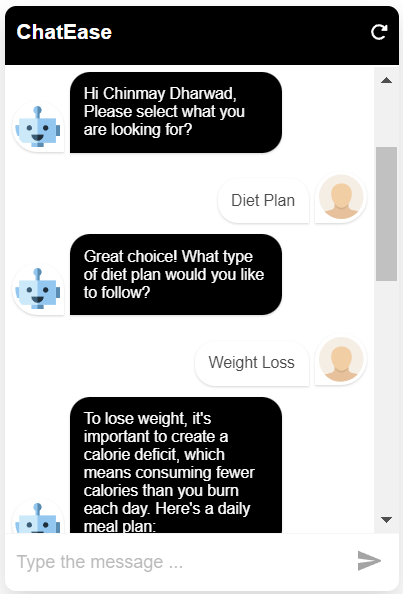 ChatEase
Hi Chinmay Dharwad,
Please select what you
are looking for?
Diet Plan
Great choice! What type
of diet plan would you like
to follow?
Weight Loss
To lose weight, it's
important to create a
calorie deficit, which
means consuming fewer
calories than you burn
each day. Here's a daily
meal plan:
Type the message ...